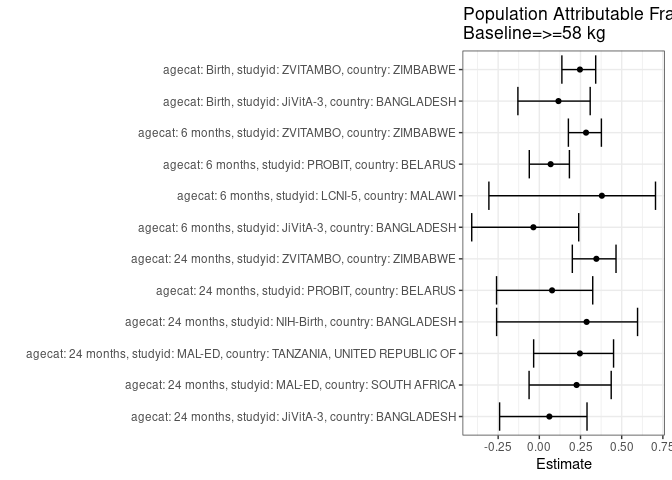 Population Attributable Fra
Baseline=>=58 kg
agecat: Birth, studyid: ZVITAMBO, country: ZIMBABWE
agecat: Birth, studyid: JiVitA-3, country: BANGLADESH
agecat: 6 months, studyid: ZVITAMBO, country: ZIMBABWE
agecat: 6 months, studyid: PROBIT, country: BELARUS
agecat: 6 months, studyid: LCNI-5, country: MALAWI
agecat: 6 months, studyid: JiVitA-3, country: BANGLADESH
agecat: 24 months, studyid: ZVITAMBO, country: ZIMBABWE
agecat: 24 months, studyid: PROBIT, country: BELARUS
agecat: 24 months, studyid: NIH-Birth, country: BANGLADESH
agecat: 24 months, studyid: MAL-ED, country: TANZANIA, UNITED REPUBLIC OF
agecat: 24 months, studyid: MAL-ED, country: SOUTH AFRICA
agecat: 24 months, studyid: JiVitA-3, country: BANGLADESH
-0.25 0.00 0.25 0.50 0.75
Estimate